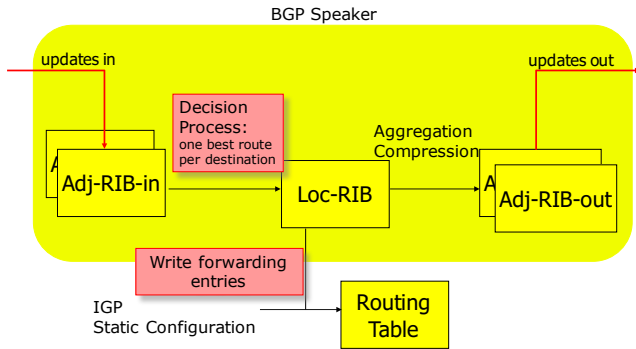 BGP Speaker
updates in
updates out
Decision
Process:
one best route
per destination
Aggregation
Compression
A
Adj-RIB-in
Loc-RIB
A
Adj-RIB-out
Write forwarding
entries
IGP
Static Configuration
Routing
Table